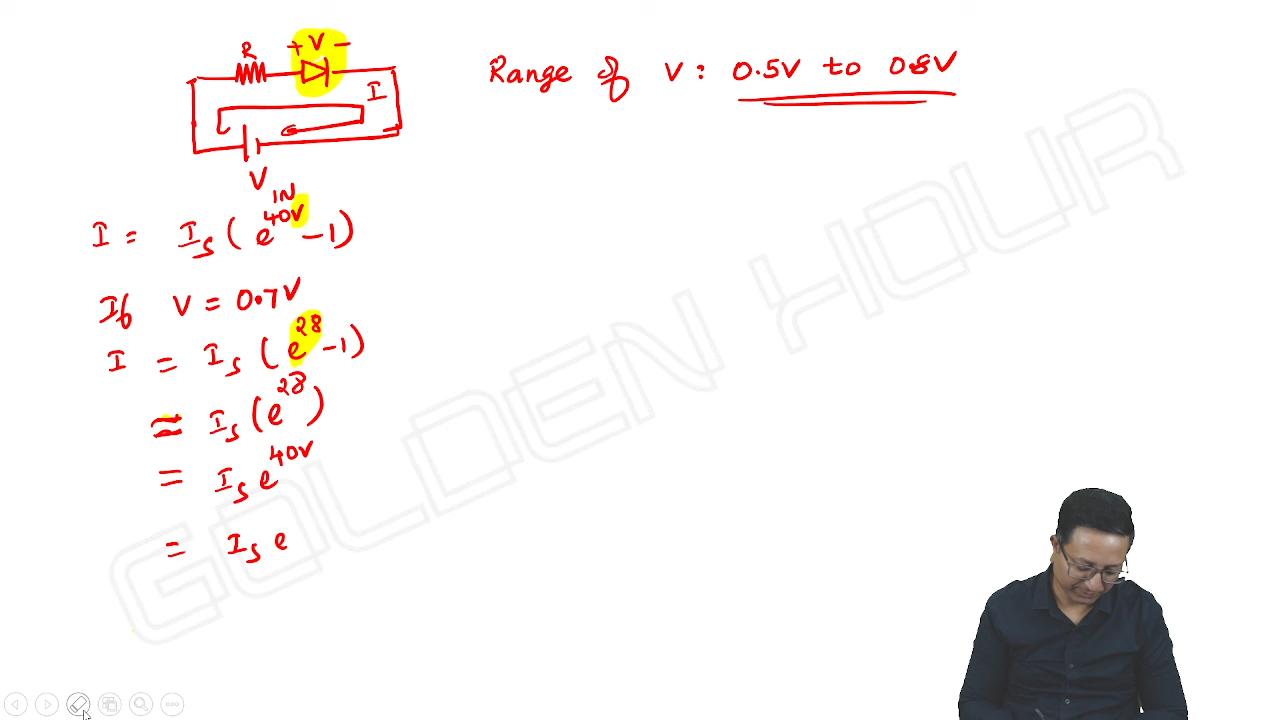 R + V -
I
V IN
Range of V : 0.5V to 0.8V
I = Is ( e^40V - 1 )
If V = 0.7V
I = Is ( e^28 - 1 )
≈ Is ( e^28 )
= Is e^40V
= Is e
GOLDEN HOUR